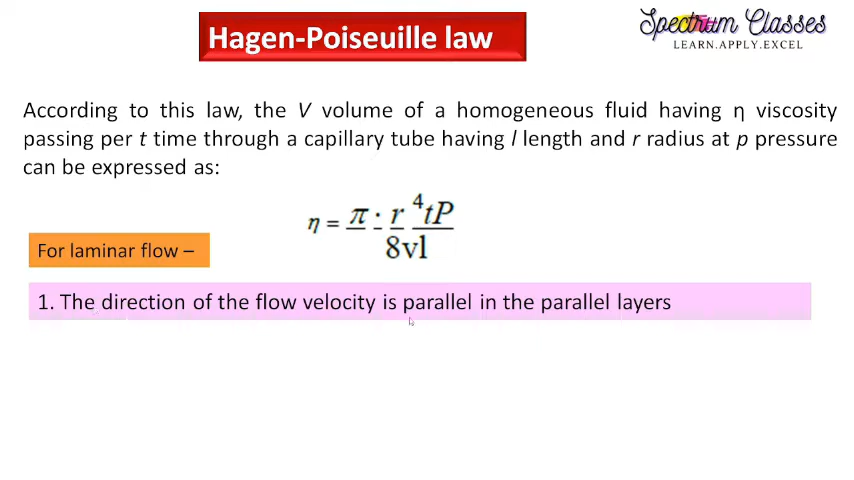 Spectrum Classes
LEARN.APPLY.EXCEL
Hagen-Poiseuille law
According to this law, the V volume of a homogeneous fluid having η viscosity
passing per t time through a capillary tube having l length and r radius at p pressure
can be expressed as:
η = π · r ⁴tP
8vl
For laminar flow –
1. The direction of the flow velocity is parallel in the parallel layers